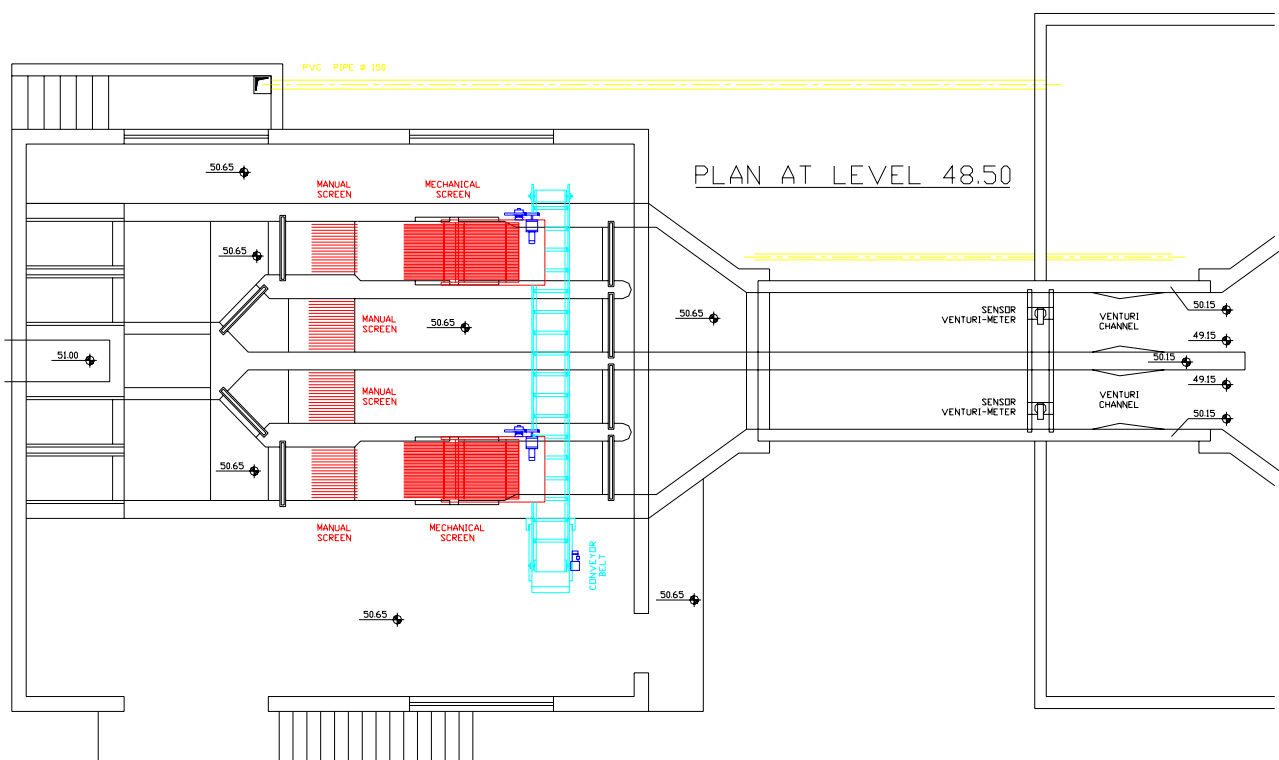 PVC PIPE ø 150
50.65
PLAN AT LEVEL 48.50
MANUAL
SCREEN
MECHANICAL
SCREEN
50.65
50.15
SENSOR
VENTURI-METER
VENTURI
CHANNEL
MANUAL
SCREEN
50.65
50.65
49.15
51.00
50.15
49.15
MANUAL
SCREEN
SENSOR
VENTURI-METER
VENTURI
CHANNEL
50.15
50.65
MANUAL
SCREEN
MECHANICAL
SCREEN
CONVEYOR
BELT
50.65
50.65